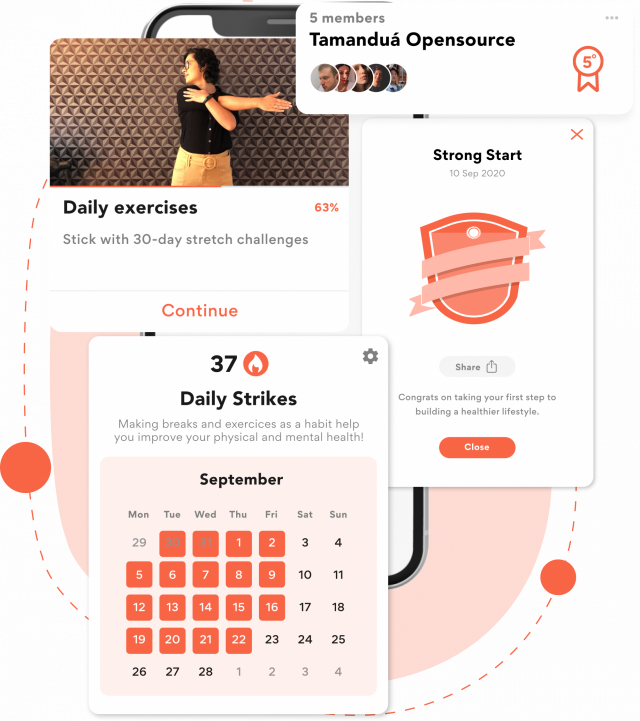 5 members
Tamanduá Opensource
5°
Strong Start
10 Sep 2020
Daily exercises
63%
Stick with 30-day stretch challenges
Continue
Share
Congrats on taking your first step to
building a healthier lifestyle.
Close
37
Daily Strikes
Making breaks and exercices as a habit help
you improve your physical and mental health!
September
Mon Tue Wed Thu Fri Sat Sun
29 30 31 1 2 3 4
5 6 7 8 9 10 11
12 13 14 15 16 17 18
19 20 21 22 23 24 25
26 27 28 1 2 3 4